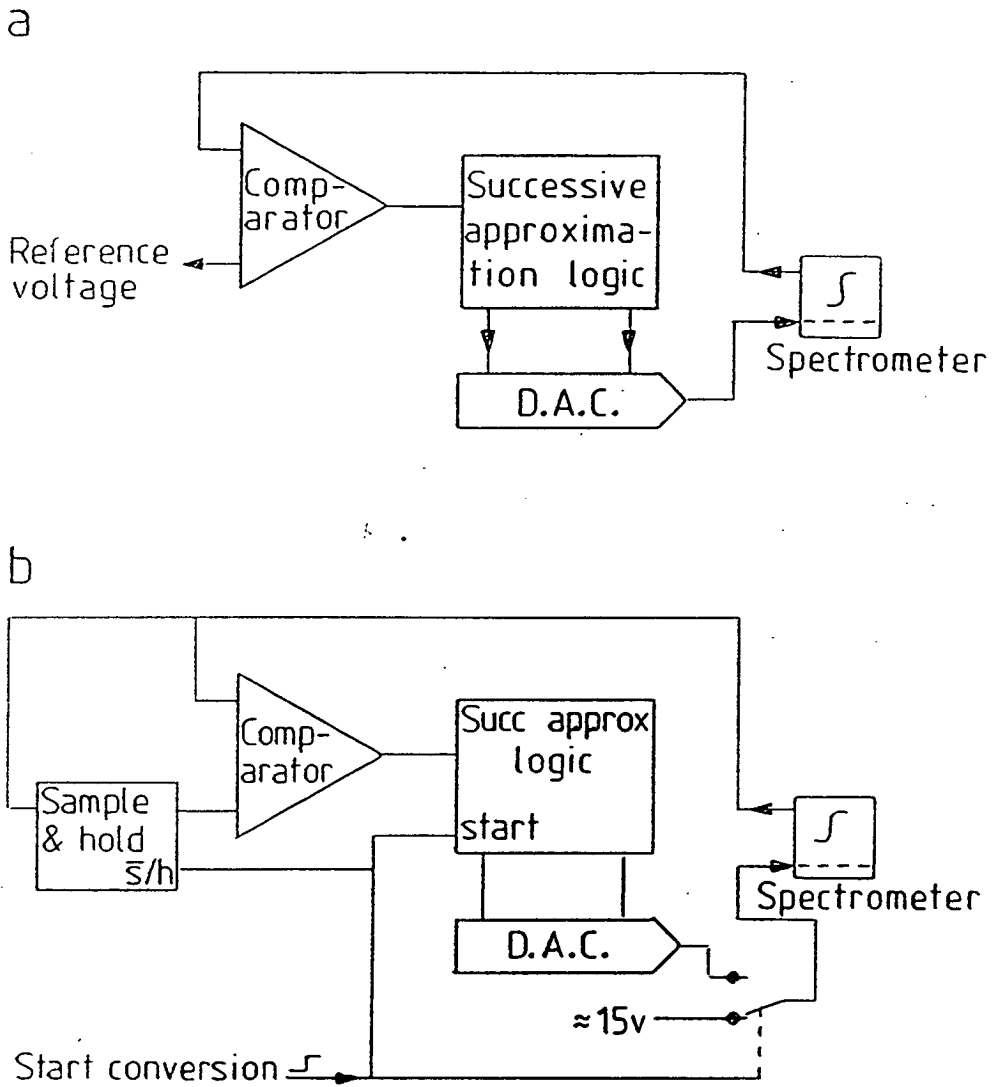 a
Comp-
arator
Reference
voltage
Successive
approxima-
tion logic
D.A.C.
Spectrometer
b
Comp-
arator
Sample
& hold
s̅/h
Succ approx
logic
start
D.A.C.
Spectrometer
≈15v
Start conversion